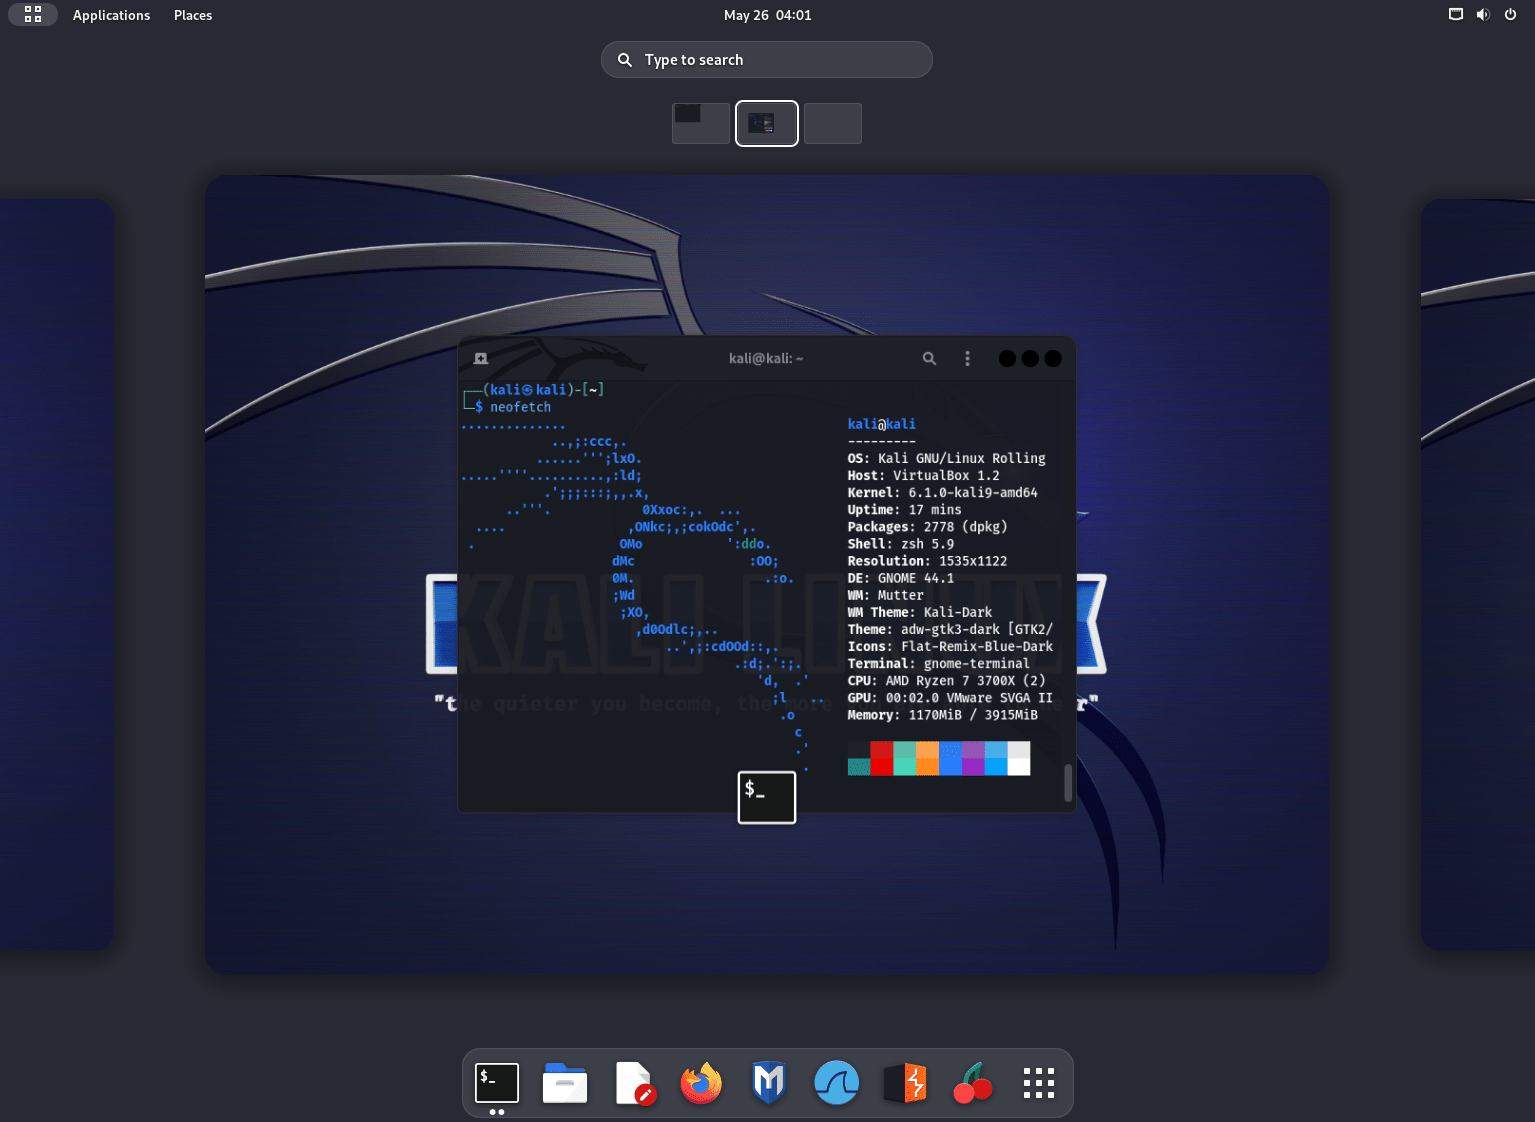 Applications Places May 26 04:01
Type to search
kali@kali: ~
┌──(kali㉿kali)-[~]
└─$ neofetch
..............
..,;:ccc,.
......''';lxO.
.....''''..........,:ld;
.';;;:::;,,.x,
..'''. 0Xxoc:,. ...
.... ,ONkc;,;cokOdc',.
. OMo ':ddo.
dMc :OO;
0M. .:o.
;Wd
;XO,
,d0Odlc;,..
..',;:cdOOd::,.
.:d;.':;.
'd, .'
;l ..
.o
c
.'
.
kali@kali
---------
OS: Kali GNU/Linux Rolling
Host: VirtualBox 1.2
Kernel: 6.1.0-kali9-amd64
Uptime: 17 mins
Packages: 2778 (dpkg)
Shell: zsh 5.9
Resolution: 1535x1122
DE: GNOME 44.1
WM: Mutter
WM Theme: Kali-Dark
Theme: adw-gtk3-dark [GTK2/
Icons: Flat-Remix-Blue-Dark
Terminal: gnome-terminal
CPU: AMD Ryzen 7 3700X (2)
GPU: 00:02.0 VMware SVGA II
Memory: 1170MiB / 3915MiB
KALI LINUX
"the quieter you become, the more
$_
$_